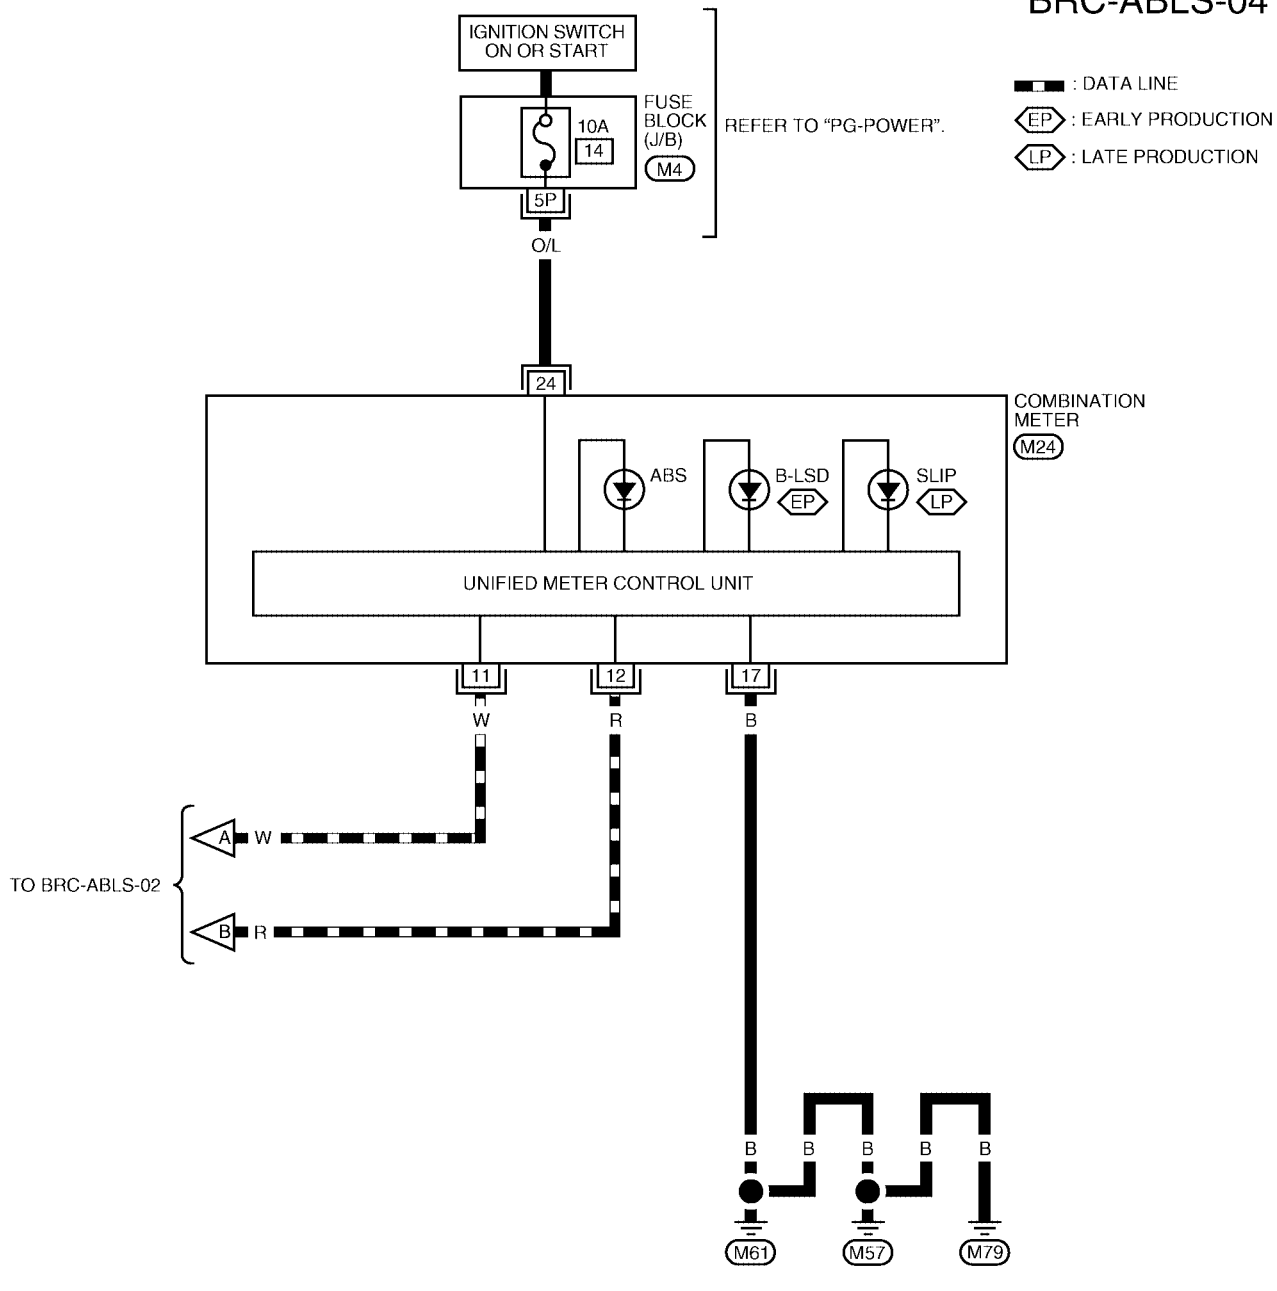 BRC-ABLS-04
IGNITION SWITCH
ON OR START
FUSE
BLOCK
(J/B)
M4
10A
14
5P
REFER TO “PG-POWER”.
: DATA LINE
EP : EARLY PRODUCTION
LP : LATE PRODUCTION
O/L
24
COMBINATION
METER
M24
ABS
B-LSD
EP
SLIP
LP
UNIFIED METER CONTROL UNIT
11
12
17
W
R
B
A W
TO BRC-ABLS-02
B R
B B B B B
M61 M57 M79